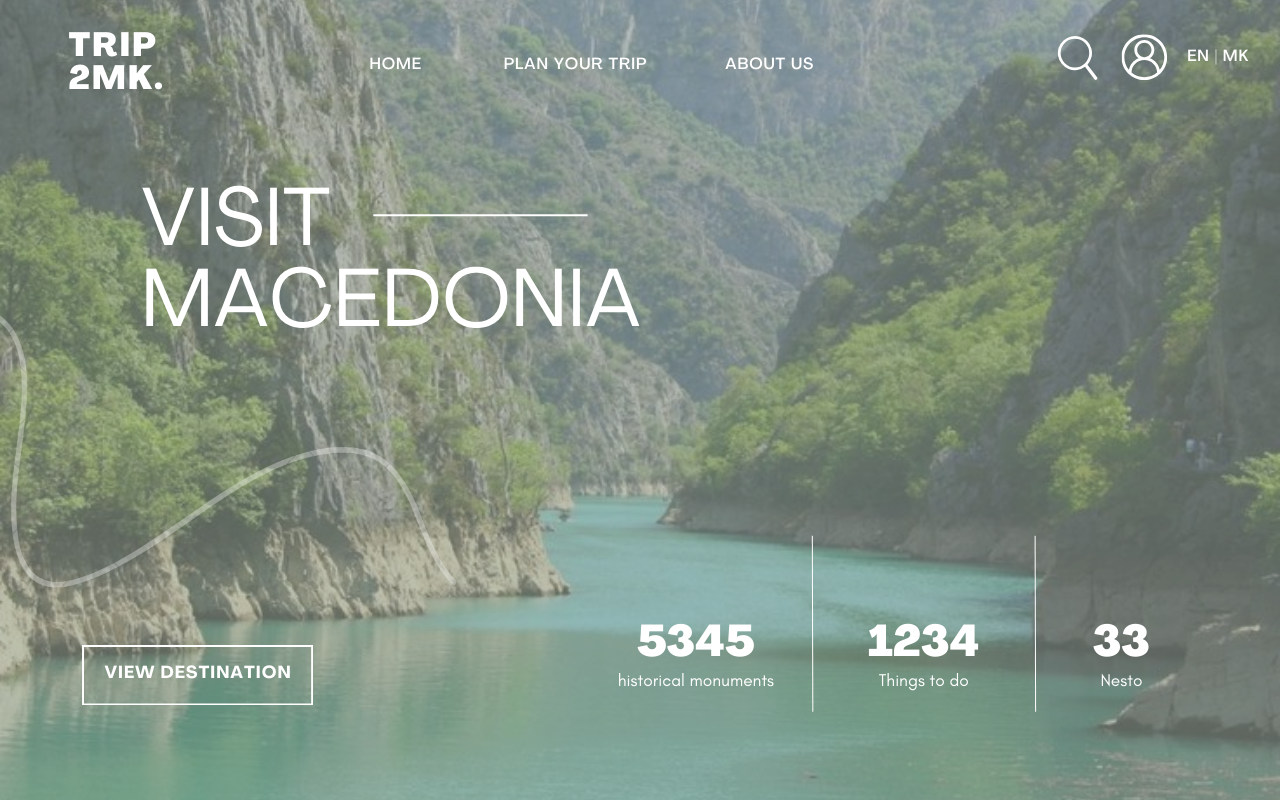 TRIP
2MK.
HOME
PLAN YOUR TRIP
ABOUT US
EN | MK
VISIT
MACEDONIA
VIEW DESTINATION
5345
historical monuments
1234
Things to do
33
Nesto